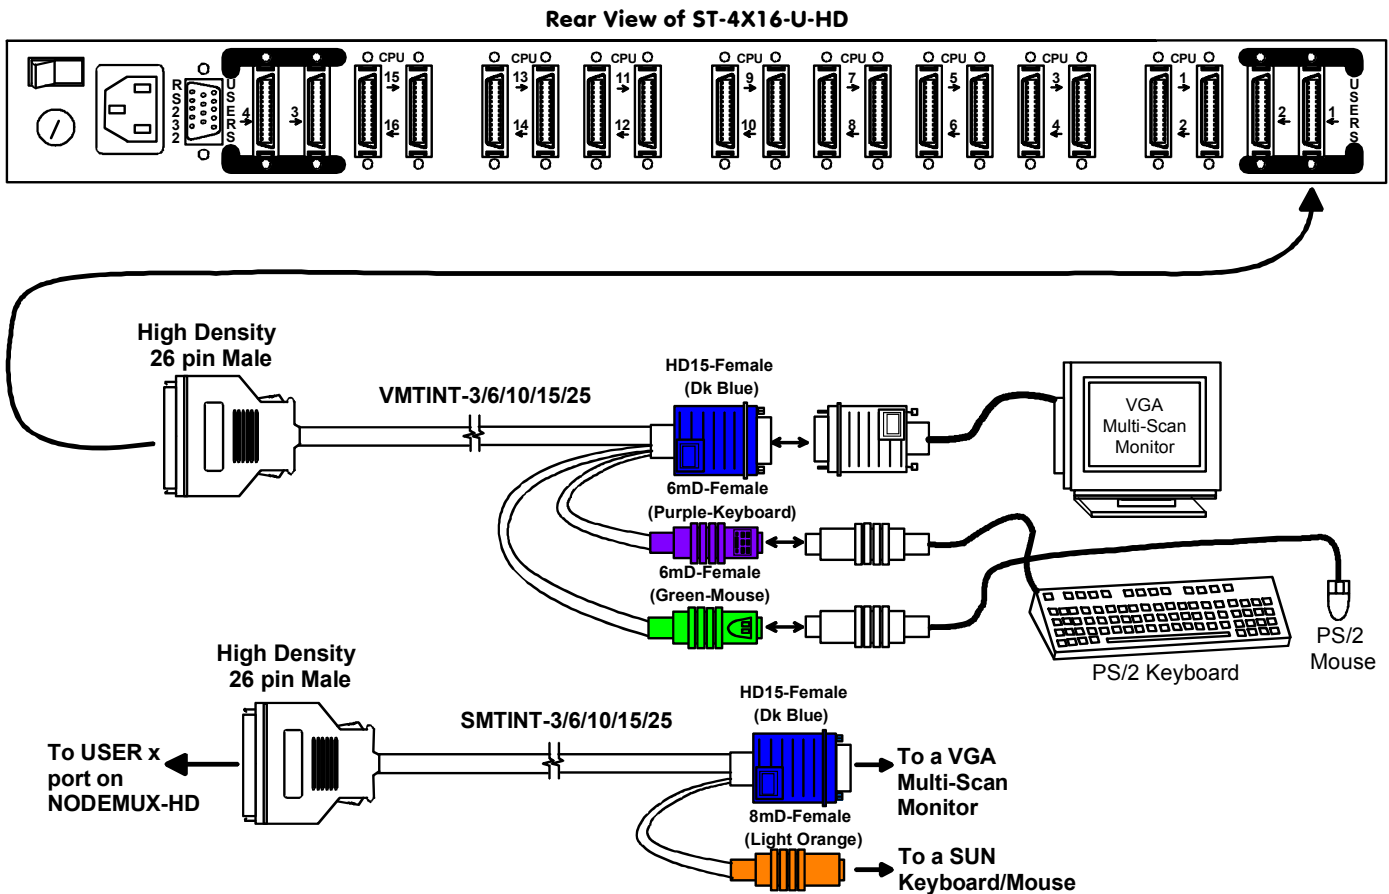 Rear View of ST-4X16-U-HD
RS232
USERS
4
3
CPU
15
16
CPU
13
14
CPU
11
12
CPU
9
10
CPU
7
8
CPU
5
6
CPU
3
4
CPU
1
2
2
1
USERS
High Density
26 pin Male
VMTINT-3/6/10/15/25
HD15-Female
(Dk Blue)
VGA
Multi-Scan
Monitor
6mD-Female
(Purple-Keyboard)
6mD-Female
(Green-Mouse)
PS/2 Keyboard
PS/2
Mouse
High Density
26 pin Male
SMTINT-3/6/10/15/25
HD15-Female
(Dk Blue)
To USER x
port on
NODEMUX-HD
To a VGA
Multi-Scan
Monitor
8mD-Female
(Light Orange)
To a SUN
Keyboard/Mouse